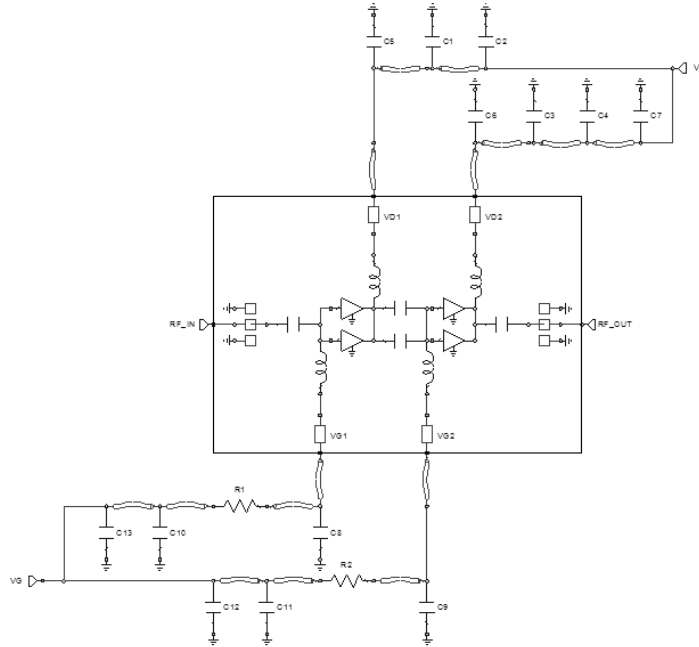 C5 C1 C2
V
C6 C3 C4 C7
VD1 VD2
RF_IN RF_OUT
VG1 VG2
R1
C13 C10 C8
R2
VG
C12 C11 C9